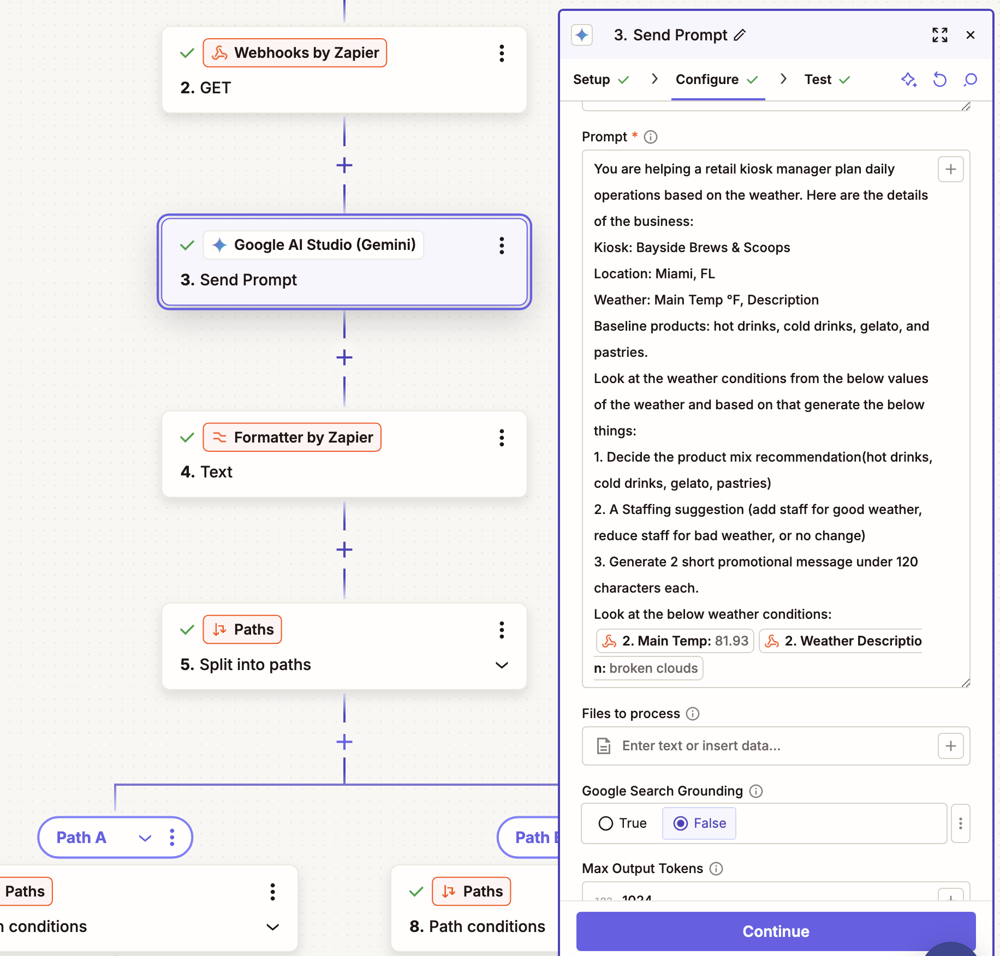 Webhooks by Zapier
2. GET
Google AI Studio (Gemini)
3. Send Prompt
Formatter by Zapier
4. Text
Paths
5. Split into paths
Path A
Path
Paths
conditions
Paths
8. Path conditions
3. Send Prompt
Setup
Configure
Test
Prompt *
You are helping a retail kiosk manager plan daily
operations based on the weather. Here are the details
of the business:
Kiosk: Bayside Brews & Scoops
Location: Miami, FL
Weather: Main Temp °F, Description
Baseline products: hot drinks, cold drinks, gelato, and
pastries.
Look at the weather conditions from the below values
of the weather and based on that generate the below
things:
1. Decide the product mix recommendation(hot drinks,
cold drinks, gelato, pastries)
2. A Staffing suggestion (add staff for good weather,
reduce staff for bad weather, or no change)
3. Generate 2 short promotional message under 120
characters each.
Look at the below weather conditions:
2. Main Temp: 81.93 2. Weather Descriptio
n: broken clouds
Files to process
Enter text or insert data...
Google Search Grounding
True
False
Max Output Tokens
123 1024
Continue